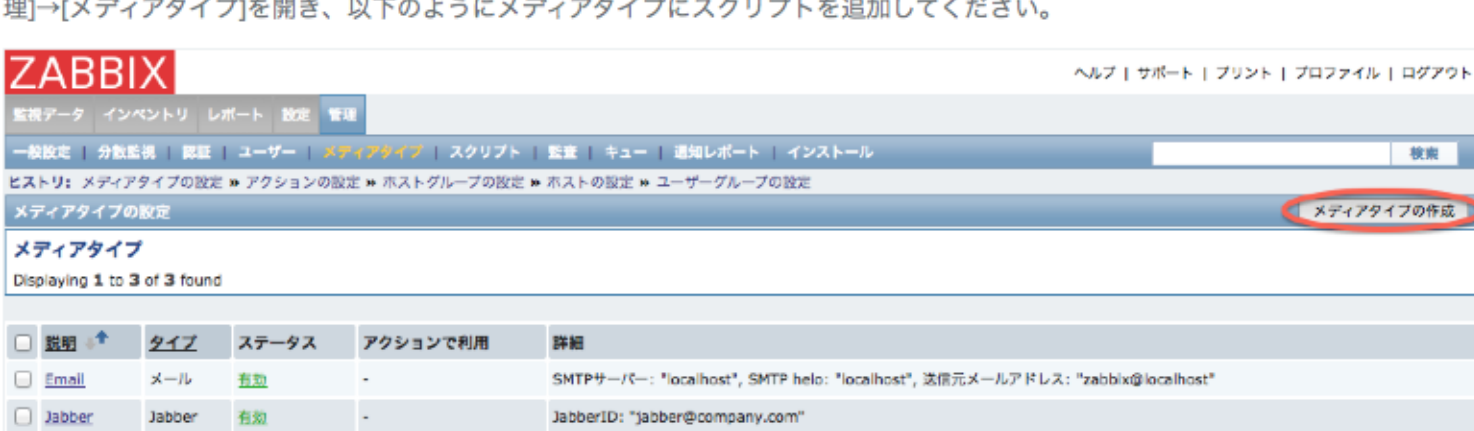 理]→[メディアタイプ]を開き、以下のようにメディアタイプにスクリプトを追加してください。
ZABBIX
ヘルプ | サポート | プリント | プロファイル | ログアウト
監視データ インベントリ レポート 設定 管理
一般設定 | 分散監視 | 認証 | ユーザー | メディアタイプ | スクリプト | 監査 | キュー | 通知レポート | インストール 検索
ヒストリ: メディアタイプの設定 » アクションの設定 » ホストグループの設定 » ホストの設定 » ユーザーグループの設定
メディアタイプの設定 メディアタイプの作成
メディアタイプ
Displaying 1 to 3 of 3 found
説明 タイプ ステータス アクションで利用 詳細
Email メール 有効 - SMTPサーバー: "localhost", SMTP helo: "localhost", 送信元メールアドレス: "zabbix@localhost"
Jabber Jabber 有効 - JabberID: "jabber@company.com"